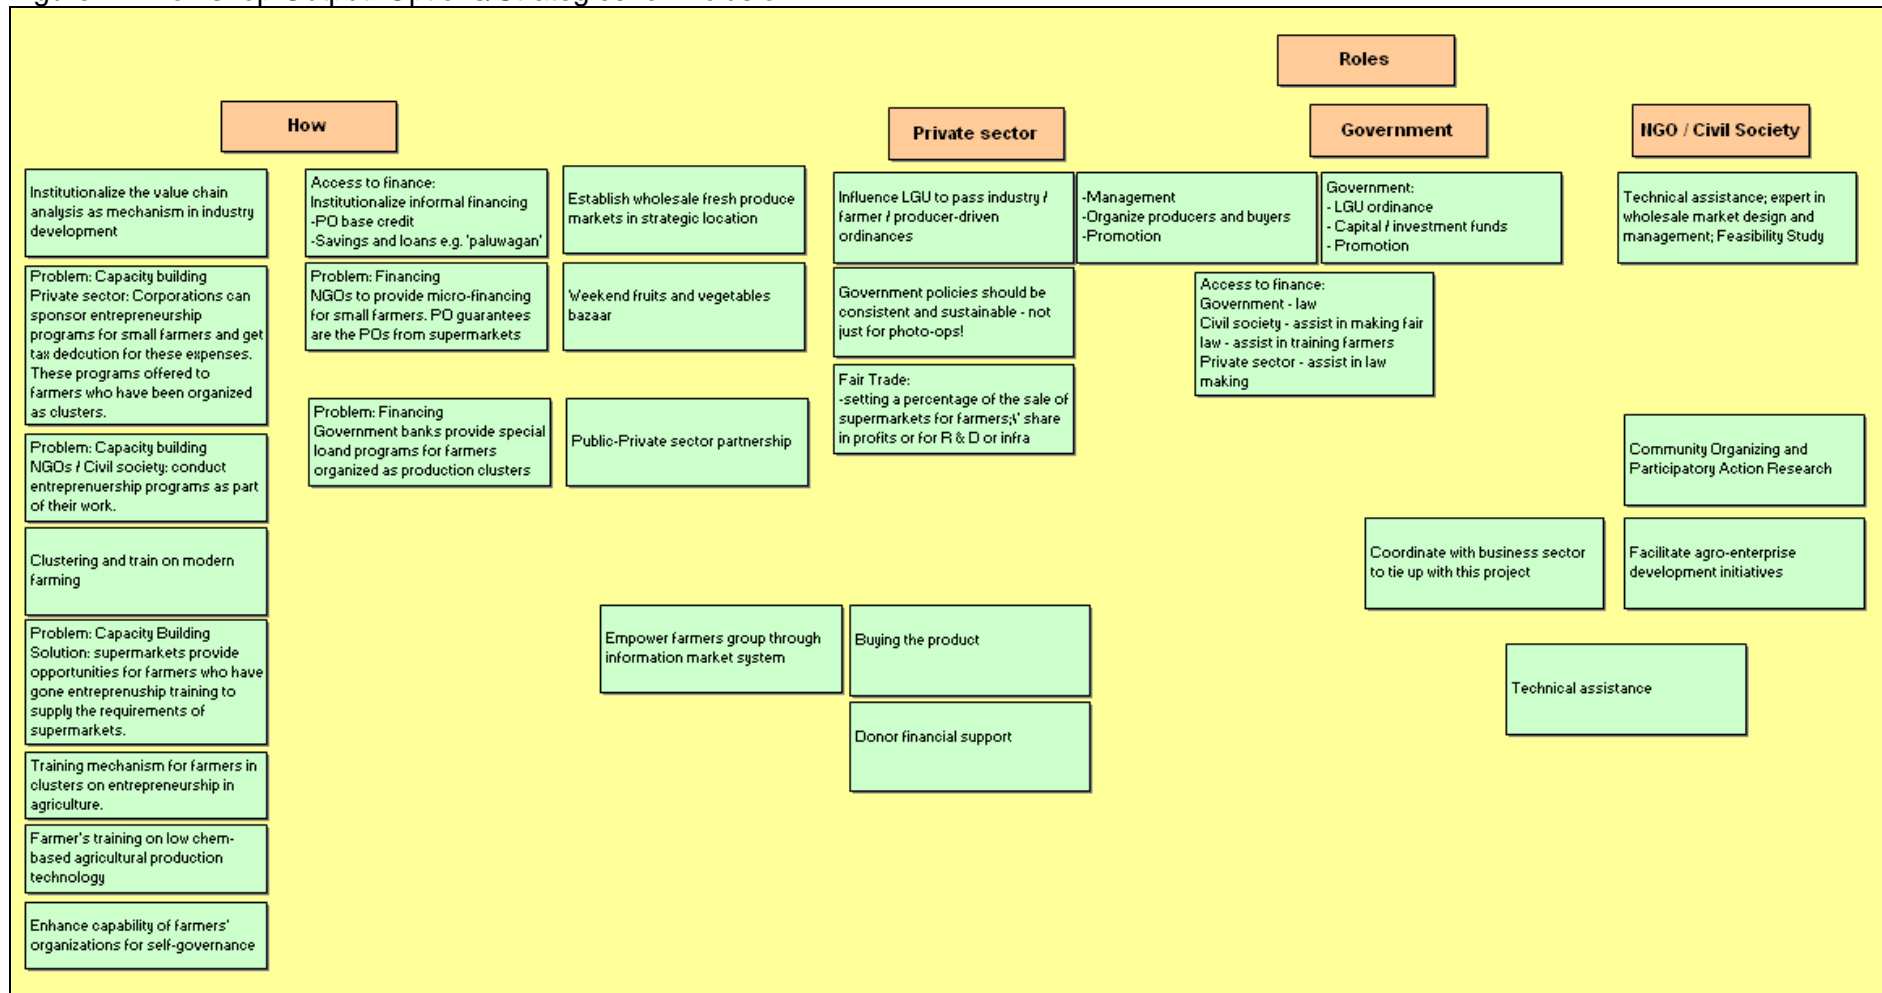 Roles
How
Private sector
Government
NGO / Civil Society
Institutionalize the value chain
analysis as mechanism in industry
development
Problem: Capacity building
Private sector: Corporations can
sponsor entrepreneurship
programs for small farmers and get
tax dedcution for these expenses.
These programs offered to
farmers who have been organized
as clusters.
Problem: Capacity building
NGOs / Civil society: conduct
entreprenuership programs as part
of their work.
Clustering and train on modern
farming
Problem: Capacity Building
Solution: supermarkets provide
opportunities for farmers who have
gone entreprenuship training to
supply the requirements of
supermarkets.
Training mechanism for farmers in
clusters on entrepreneurship in
agriculture.
Farmer's training on low chem-
based agricultural production
technology
Enhance capability of farmers'
organizations for self-governance
Access to finance:
Institutionalize informal financing
-PO base credit
-Savings and loans e.g. 'paluwagan'
Problem: Financing
NGOs to provide micro-financing
for small farmers. PO guarantees
are the POs from supermarkets
Problem: Financing
Government banks provide special
loand programs for farmers
organized as production clusters
Establish wholesale fresh produce
markets in strategic location
Weekend fruits and vegetables
bazaar
Public-Private sector partnership
Empower farmers group through
information market system
Influence LGU to pass industry /
farmer / producer-driven
ordinances
Government policies should be
consistent and sustainable - not
just for photo-ops!
Fair Trade:
-setting a percentage of the sale of
supermarkets for farmers;\' share
in profits or for R & D or infra
Buying the product
Donor financial support
-Management
-Organize producers and buyers
-Promotion
Government:
- LGU ordinance
- Capital / investment funds
- Promotion
Access to finance:
Government - law
Civil society - assist in making fair
law - assist in training farmers
Private sector - assist in law
making
Coordinate with business sector
to tie up with this project
Technical assistance; expert in
wholesale market design and
management; Feasibility Study
Community Organizing and
Participatory Action Research
Facilitate agro-enterprise
development initiatives
Technical assistance